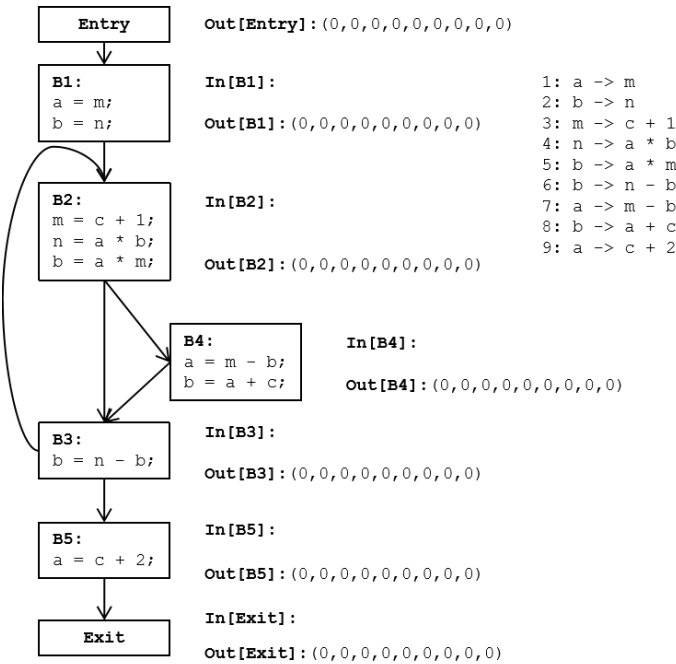 Entry
Out[Entry]:(0,0,0,0,0,0,0,0,0)
B1:
a = m;
b = n;
In[B1]:
Out[B1]:(0,0,0,0,0,0,0,0,0)
1: a -> m
2: b -> n
3: m -> c + 1
4: n -> a * b
5: b -> a * m
6: b -> n - b
7: a -> m - b
8: b -> a + c
9: a -> c + 2
B2:
m = c + 1;
n = a * b;
b = a * m;
In[B2]:
Out[B2]:(0,0,0,0,0,0,0,0,0)
B4:
a = m - b;
b = a + c;
In[B4]:
Out[B4]:(0,0,0,0,0,0,0,0,0)
B3:
b = n - b;
In[B3]:
Out[B3]:(0,0,0,0,0,0,0,0,0)
B5:
a = c + 2;
In[B5]:
Out[B5]:(0,0,0,0,0,0,0,0,0)
Exit
In[Exit]:
Out[Exit]:(0,0,0,0,0,0,0,0,0)